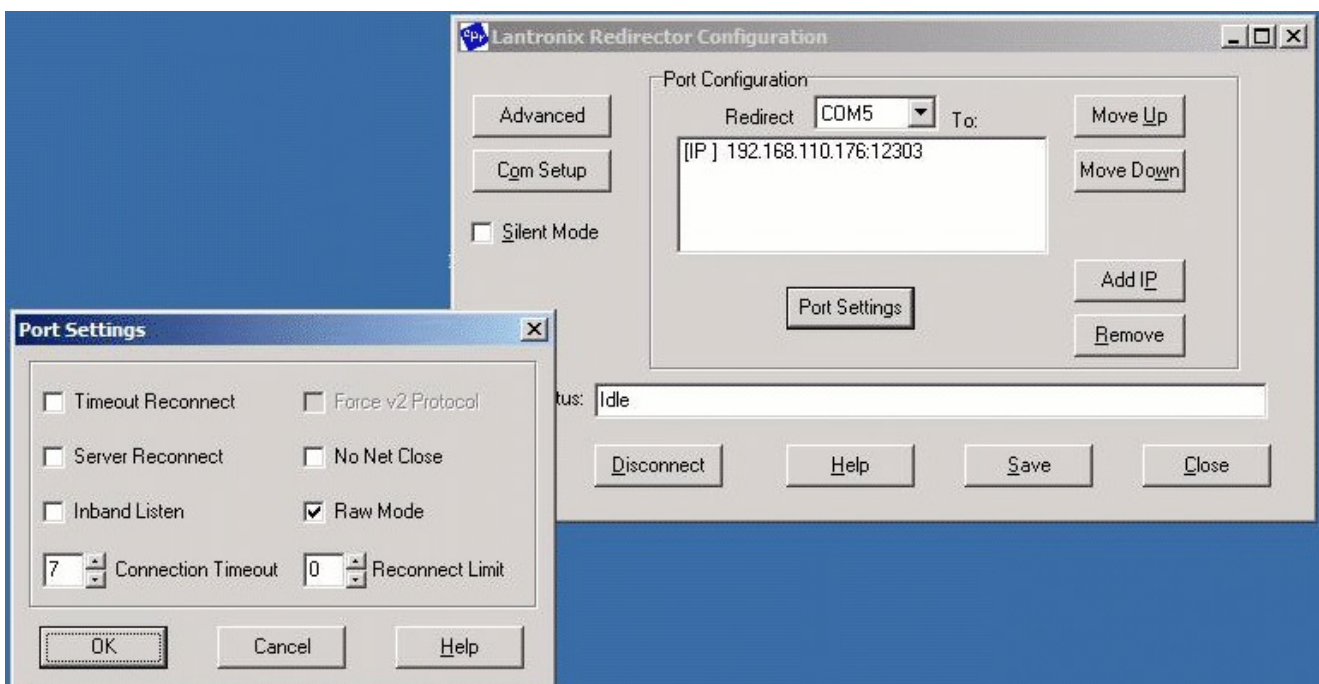 Lantronix Redirector Configuration
Port Configuration
Advanced
Redirect COM5 To:
Move Up
[IP ] 192.168.110.176:12303
Com Setup
Move Down
Silent Mode
Add IP
Port Settings
Remove
tus: Idle
Disconnect Help Save Close
Port Settings
Timeout Reconnect Force v2 Protocol
Server Reconnect No Net Close
Inband Listen Raw Mode
7 Connection Timeout 0 Reconnect Limit
OK Cancel Help